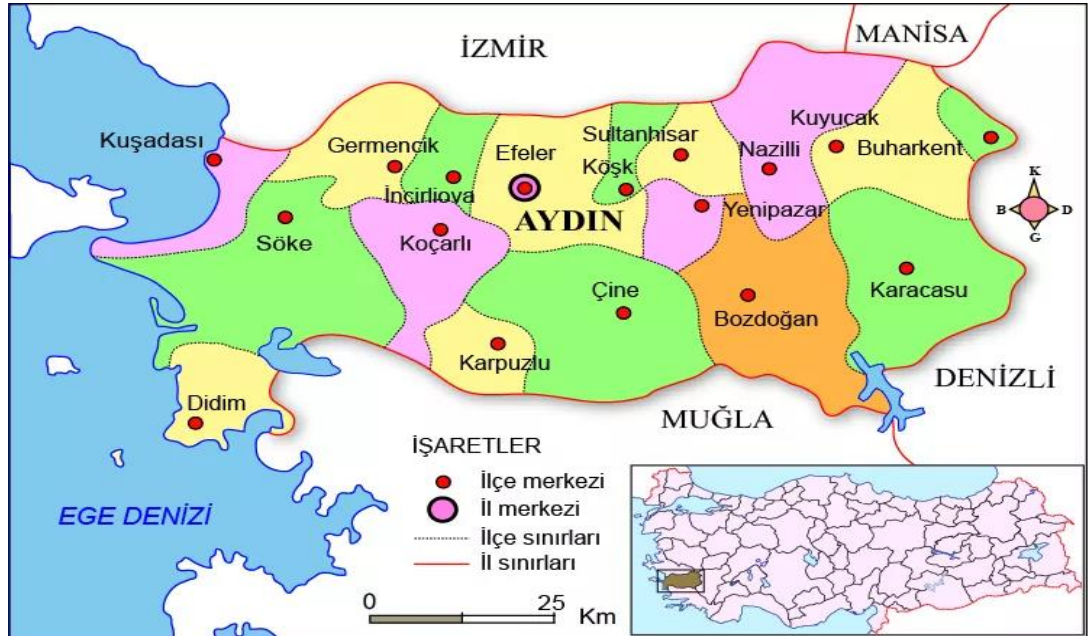 MANİSA
İZMİR
Kuşadası
Germencik
Efeler
Sultanhisar
Kuyucak
Nazilli
Buharkent
Köşk
İncirliova
AYDIN
Yenipazar
Söke
Koçarlı
K
B
D
G
Çine
Karacasu
Bozdoğan
Karpuzlu
DENİZLİ
Didim
MUĞLA
EGE DENİZİ
İŞARETLER
İlçe merkezi
İl merkezi
İlçe sınırları
İl sınırları
0 25 Km